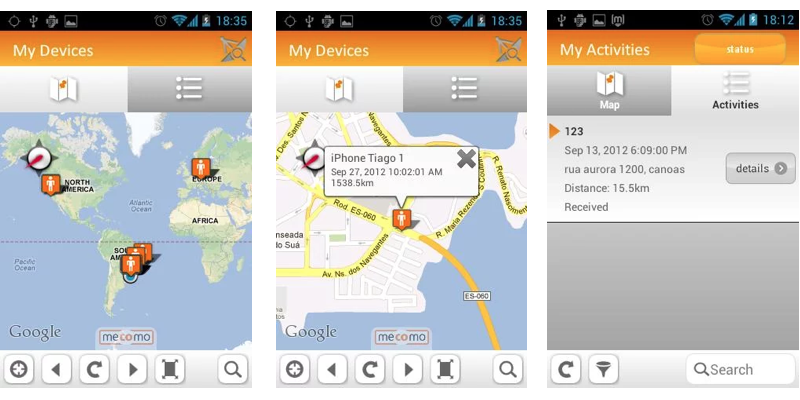 18:35
My Devices
NORTH
AMERICA
EUROPE
Atlantic
Ocean
AFRICA
Pacific
Ocean
Google
mecomo
18:35
My Devices
iPhone Tiago 1
Sep 27, 2012 10:02:01 AM
1538.5km
Rod. ES-060
R. Maria Rezende
Av. Ns. dos Navegantes
enseada
do Suá
ES-060
Google
mecomo
18:12
My Activities
status
Map
Activities
123
Sep 13, 2012 6:09:00 PM
rua aurora 1200, canoas
Distance: 15.5km
Received
details
Search